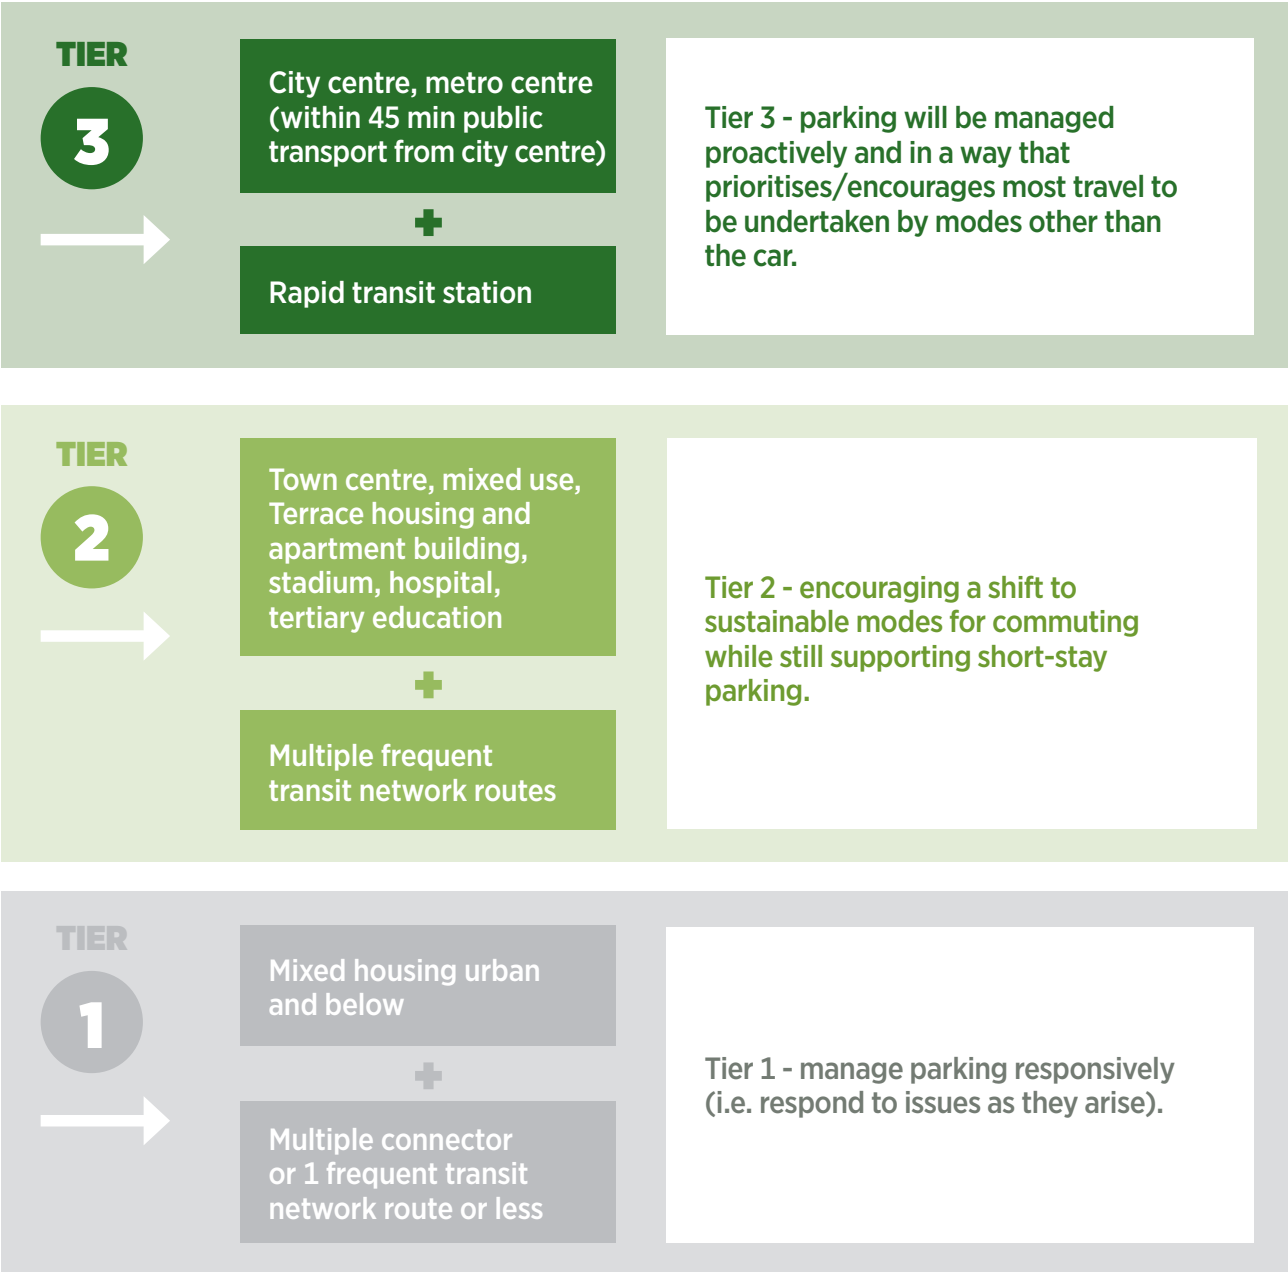 TIER
3
City centre, metro centre
(within 45 min public
transport from city centre)
+
Rapid transit station
Tier 3 - parking will be managed
proactively and in a way that
prioritises/encourages most travel to
be undertaken by modes other than
the car.
TIER
2
Town centre, mixed use,
Terrace housing and
apartment building,
stadium, hospital,
tertiary education
+
Multiple frequent
transit network routes
Tier 2 - encouraging a shift to
sustainable modes for commuting
while still supporting short-stay
parking.
TIER
1
Mixed housing urban
and below
+
Multiple connector
or 1 frequent transit
network route or less
Tier 1 - manage parking responsively
(i.e. respond to issues as they arise).